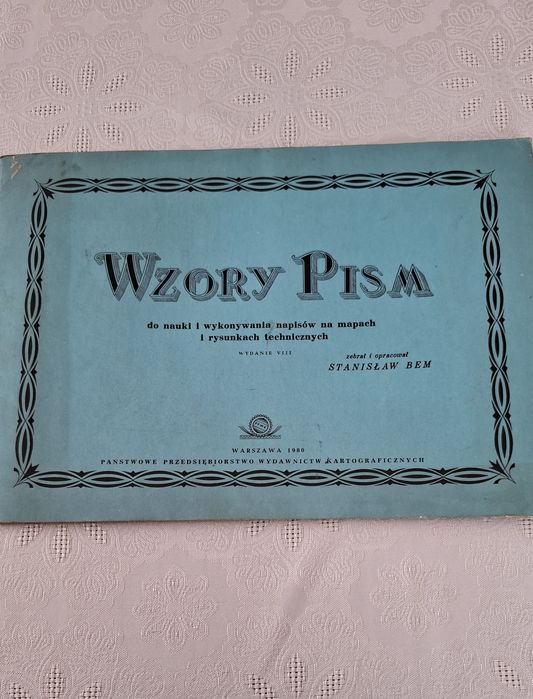 WZORY PISM
do nauki i wykonywania napisów na mapach
i rysunkach technicznych
WYDANIE VIII
zebrał i opracował
STANISŁAW BEM
WARSZAWA 1980
PAŃSTWOWE PRZEDSIĘBIORSTWO WYDAWNICTW KARTOGRAFICZNYCH